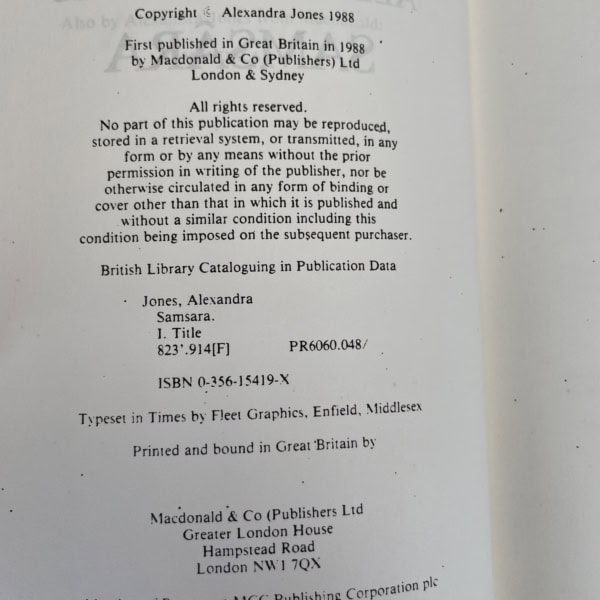 Copyright © Alexandra Jones 1988
First published in Great Britain in 1988
by Macdonald & Co (Publishers) Ltd
London & Sydney
All rights reserved.
No part of this publication may be reproduced,
stored in a retrieval system, or transmitted, in any
form or by any means without the prior
permission in writing of the publisher, nor be
otherwise circulated in any form of binding or
cover other than that in which it is published and
without a similar condition including this
condition being imposed on the subsequent purchaser.
British Library Cataloguing in Publication Data
Jones, Alexandra
Samsara.
I. Title
823'.914[F] PR6060.048/
ISBN 0-356-15419-X
Typeset in Times by Fleet Graphics, Enfield, Middlesex
Printed and bound in Great Britain by
Macdonald & Co (Publishers Ltd
Greater London House
Hampstead Road
London NW1 7QX
Publishing Corporation plc